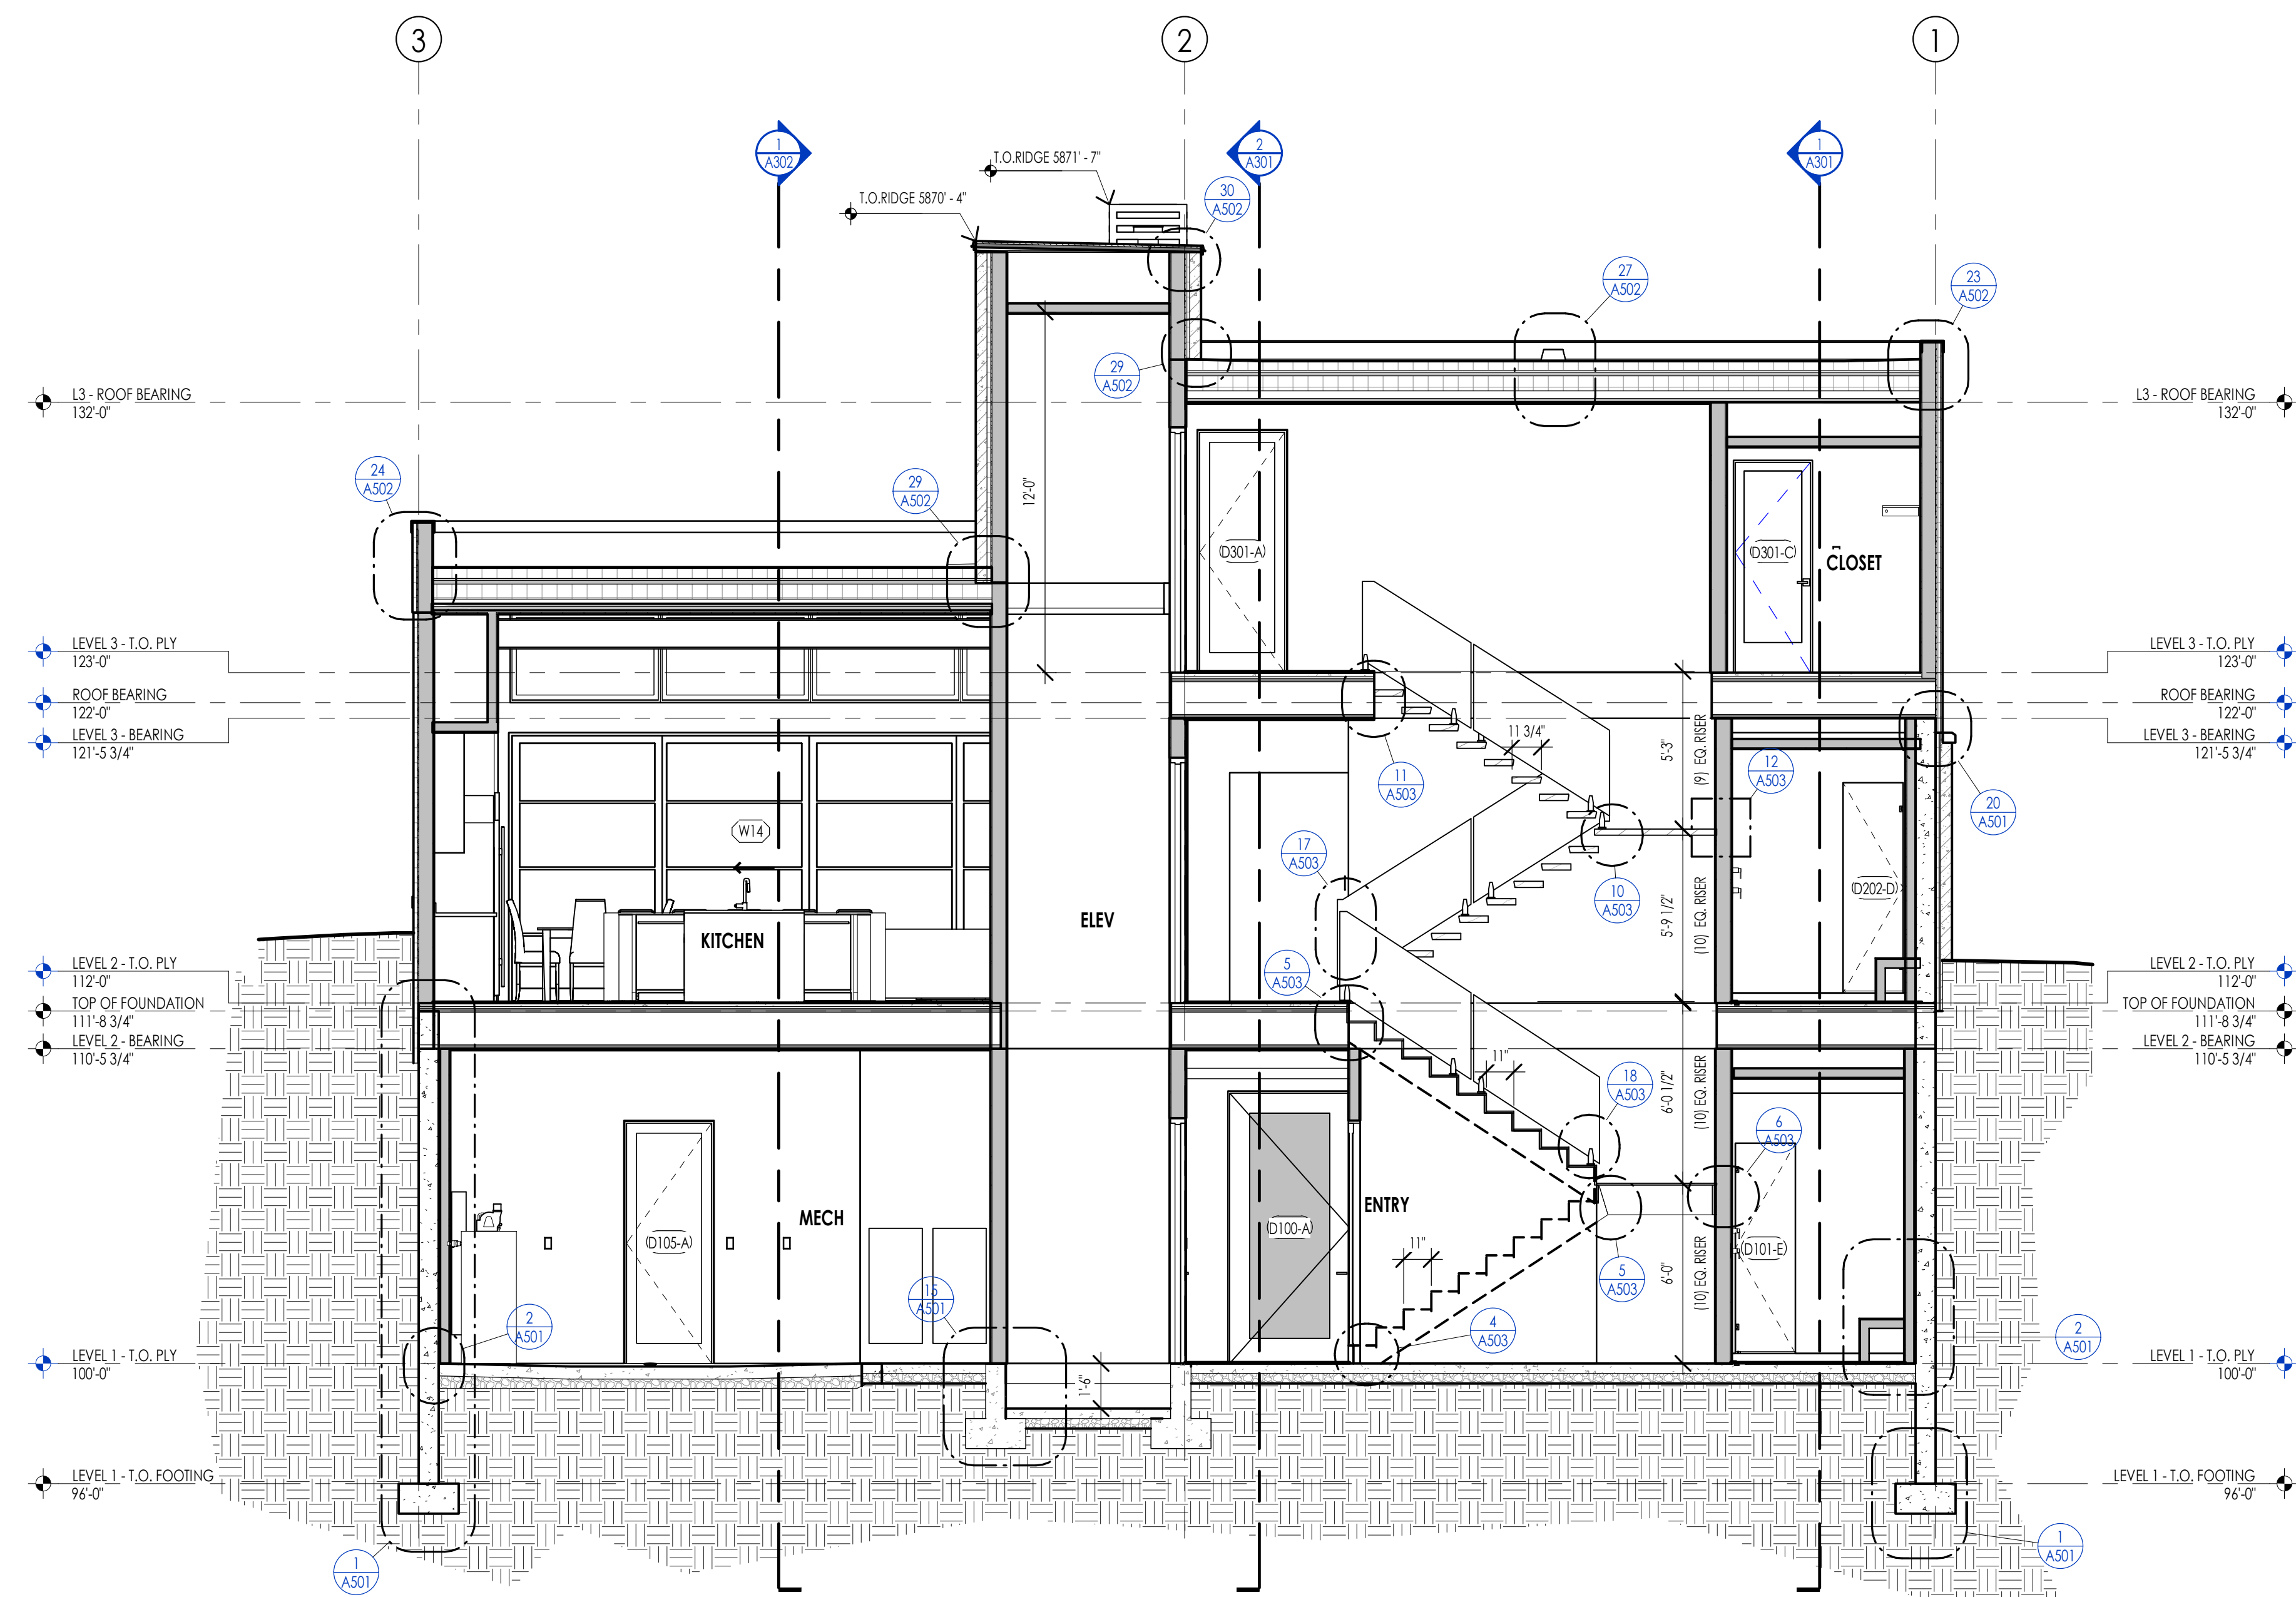 3
2
1
1
A302
2
A301
1
A301
T.O.RIDGE 5871' - 7"
T.O.RIDGE 5870' - 4"
30
A502
27
A502
23
A502
29
A502
L3 - ROOF BEARING
132'-0"
L3 - ROOF BEARING
132'-0"
24
A502
29
A502
12'-0"
(D301-A)
(D301-C)
CLOSET
LEVEL 3 - T.O. PLY
123'-0"
ROOF BEARING
122'-0"
LEVEL 3 - BEARING
121'-5 3/4"
LEVEL 3 - T.O. PLY
123'-0"
ROOF BEARING
122'-0"
LEVEL 3 - BEARING
121'-5 3/4"
11 3/4"
5'-3"
(9) EQ. RISER
11
A503
12
A503
20
A501
W14
17
A503
10
A503
(D202-D)
5'-9 1/2"
(10) EQ. RISER
KITCHEN
ELEV
5
A503
LEVEL 2 - T.O. PLY
112'-0"
TOP OF FOUNDATION
111'-8 3/4"
LEVEL 2 - BEARING
110'-5 3/4"
LEVEL 2 - T.O. PLY
112'-0"
TOP OF FOUNDATION
111'-8 3/4"
LEVEL 2 - BEARING
110'-5 3/4"
11"
18
A503
6'-0 1/2"
(10) EQ. RISER
6
A503
MECH
ENTRY
(D105-A)
(D100-A)
(D101-E)
11"
5
A503
6'-0"
(10) EQ. RISER
15
A501
2
A501
4
A503
2
A501
LEVEL 1 - T.O. PLY
100'-0"
LEVEL 1 - T.O. PLY
100'-0"
1'-6"
LEVEL 1 - T.O. FOOTING
96'-0"
LEVEL 1 - T.O. FOOTING
96'-0"
1
A501
1
A501